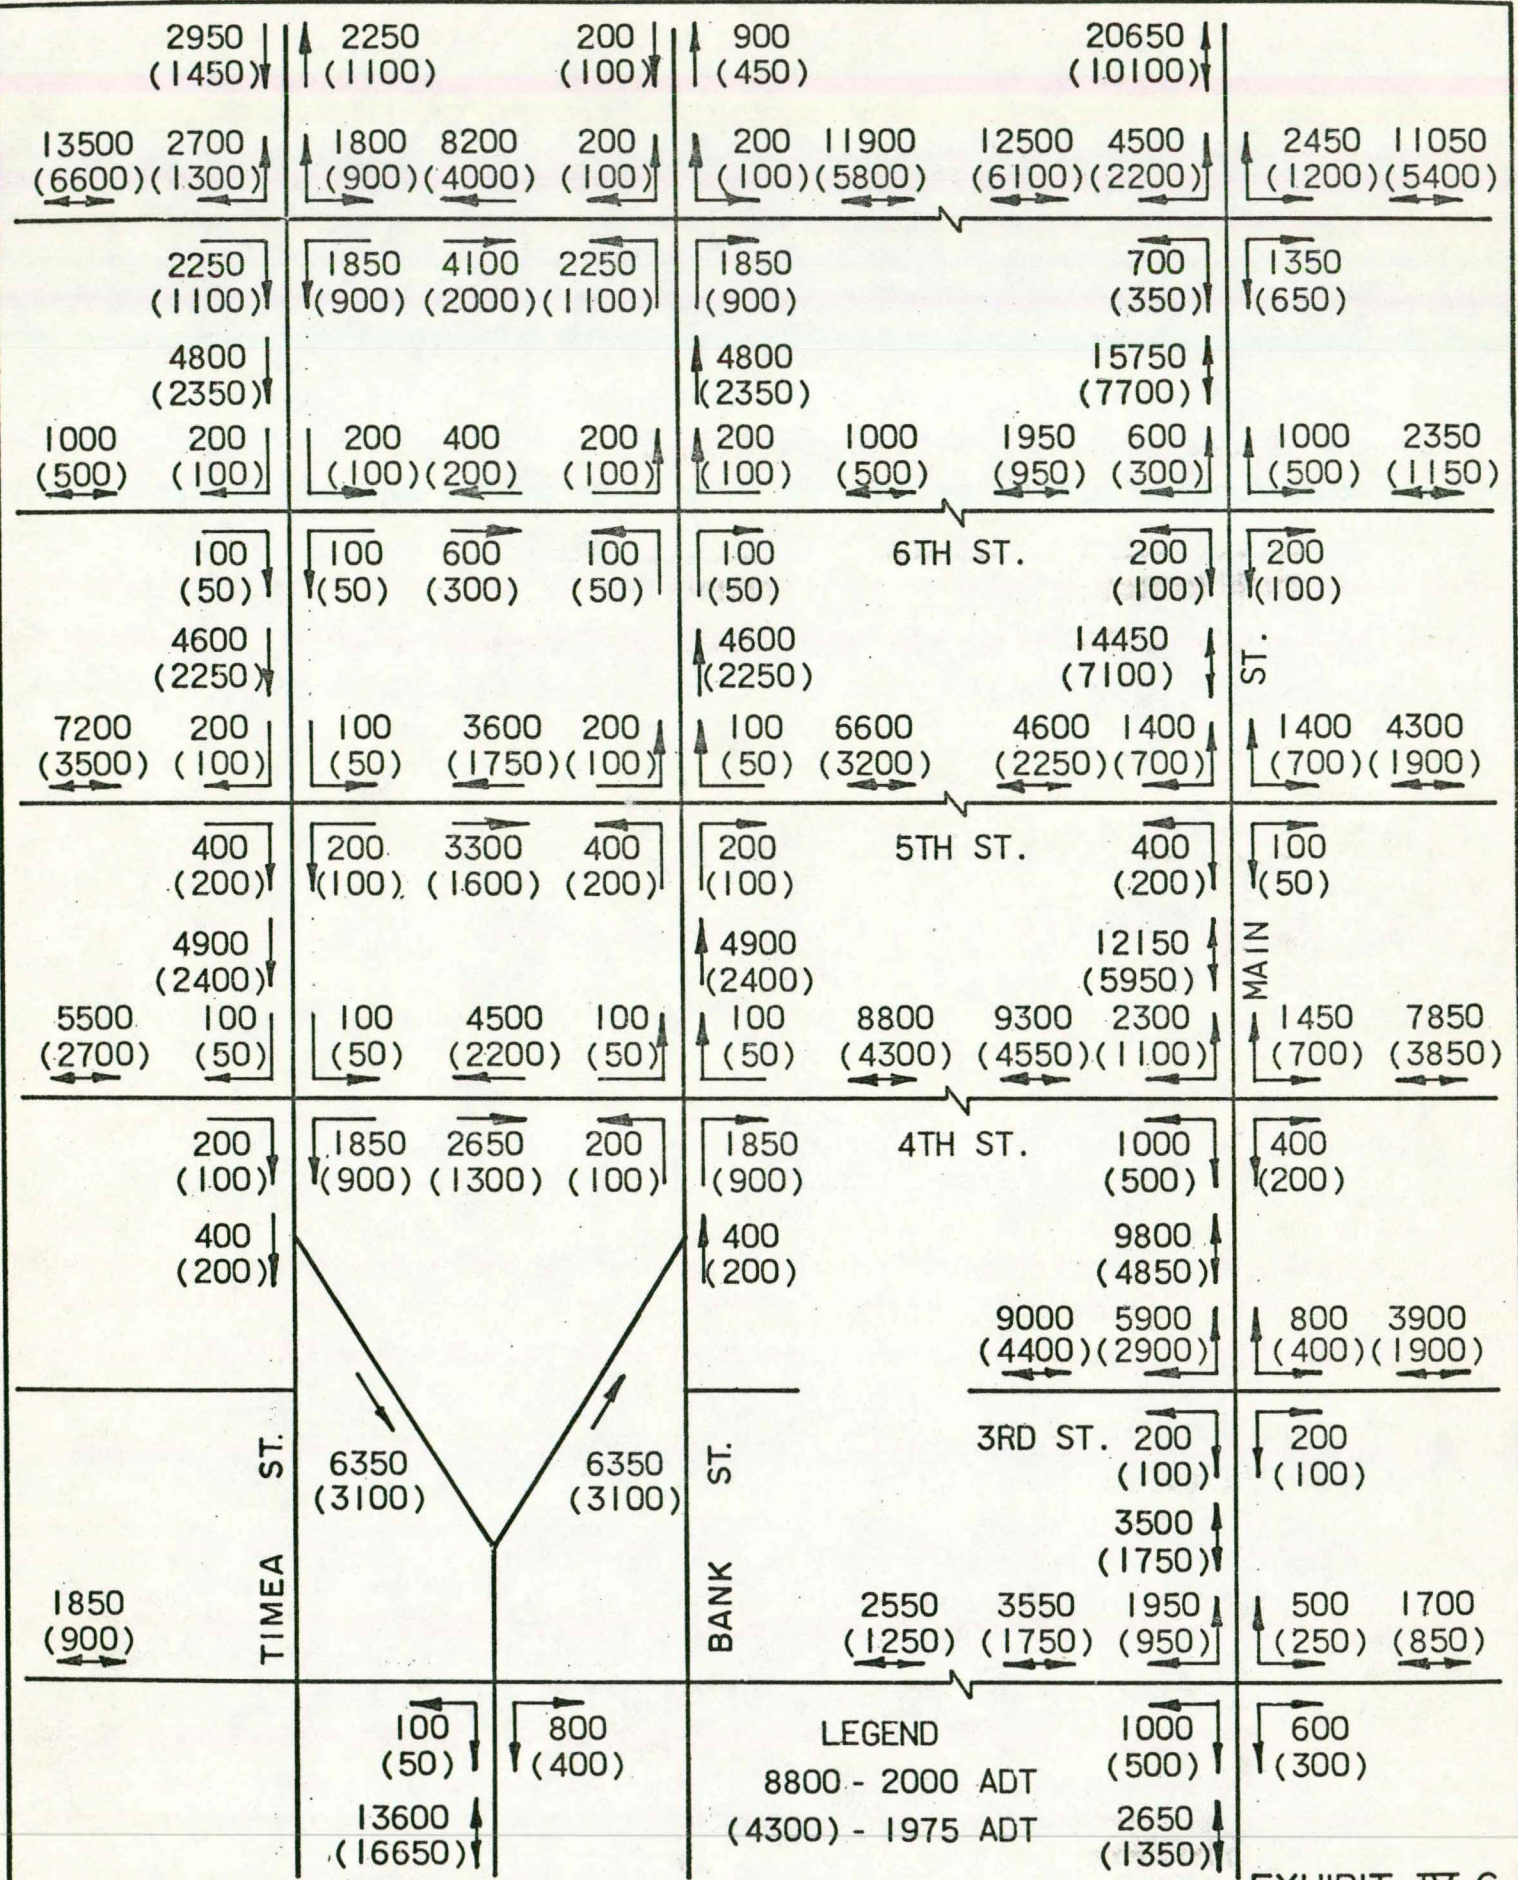 2950 2250 200 900 20650
(1450) (1100) (100) (450) (10100)
13500 2700 1800 8200 200 200 11900 12500 4500 2450 11050
(6600) (1300) (900) (4000) (100) (100) (5800) (6100) (2200) (1200) (5400)
2250 1850 4100 2250 1850 700 1350
(1100) (900) (2000) (1100) (900) (350) (650)
4800 4800 15750
(2350) (2350) (7700)
1000 200 200 400 200 200 1000 1950 600 1000 2350
(500) (100) (100) (200) (100) (100) (500) (950) (300) (500) (1150)
100 100 600 100 100 6TH ST. 200 200
(50) (50) (300) (50) (50) (100) (100)
4600 4600 14450
(2250) (2250) (7100)
ST.
7200 200 100 3600 200 100 6600 4600 1400 1400 4300
(3500) (100) (50) (1750) (100) (50) (3200) (2250) (700) (700) (1900)
400 200 3300 400 200 5TH ST. 400 100
(200) (100) (1600) (200) (100) (200) (50)
4900 4900 12150
(2400) (2400) (5950)
MAIN
5500 100 100 4500 100 100 8800 9300 2300 1450 7850
(2700) (50) (50) (2200) (50) (50) (4300) (4550) (1100) (700) (3850)
200 1850 2650 200 1850 4TH ST. 1000 400
(100) (900) (1300) (100) (900) (500) (200)
400 400 9800
(200) (200) (4850)
9000 5900 800 3900
(4400) (2900) (400) (1900)
3RD ST. 200 200
(100) (100)
6350 6350
(3100) (3100)
TIMEA ST.
BANK ST.
3500
(1750)
1850 2550 3550 1950 500 1700
(900) (1250) (1750) (950) (250) (850)
100 800 LEGEND 1000 600
(50) (400) (500) (300)
8800 - 2000 ADT
13600 2650
(16650) (4300) - 1975 ADT (1350)
EXHIBIT IV-6